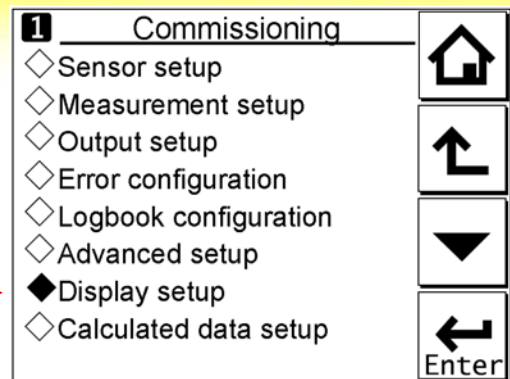 1 Commissioning
Sensor setup
Measurement setup
Output setup
Error configuration
Logbook configuration
Advanced setup
Display setup
Calculated data setup
Enter